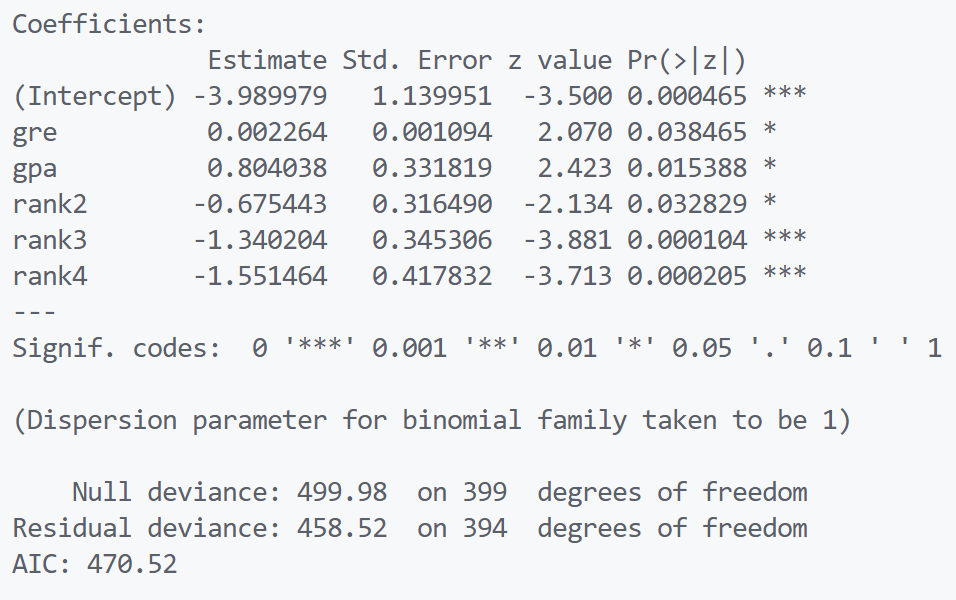 Coefficients:
             Estimate Std. Error z value Pr(>|z|)
(Intercept) -3.989979   1.139951  -3.500 0.000465 ***
gre          0.002264   0.001094   2.070 0.038465 *
gpa          0.804038   0.331819   2.423 0.015388 *
rank2       -0.675443   0.316490  -2.134 0.032829 *
rank3       -1.340204   0.345306  -3.881 0.000104 ***
rank4       -1.551464   0.417832  -3.713 0.000205 ***
---
Signif. codes:  0 '***' 0.001 '**' 0.01 '*' 0.05 '.' 0.1 ' ' 1

(Dispersion parameter for binomial family taken to be 1)

    Null deviance: 499.98  on 399  degrees of freedom
Residual deviance: 458.52  on 394  degrees of freedom
AIC: 470.52